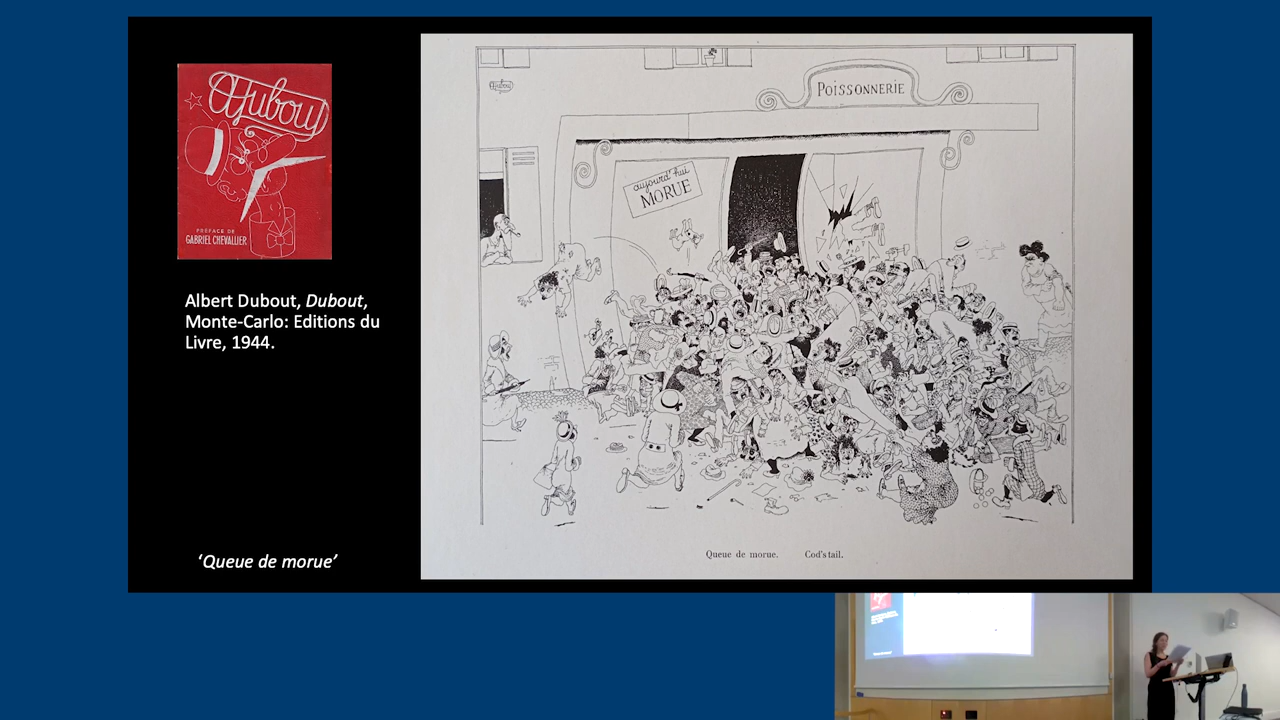 Dubout
PRÉFACE DE
GABRIEL CHEVALLIER
Albert Dubout, Dubout,
Monte-Carlo: Editions du
Livre, 1944.
'Queue de morue'
Dubout
POISSONNERIE
aujourd'hui
MORUE
Queue de morue. Cod's tail.